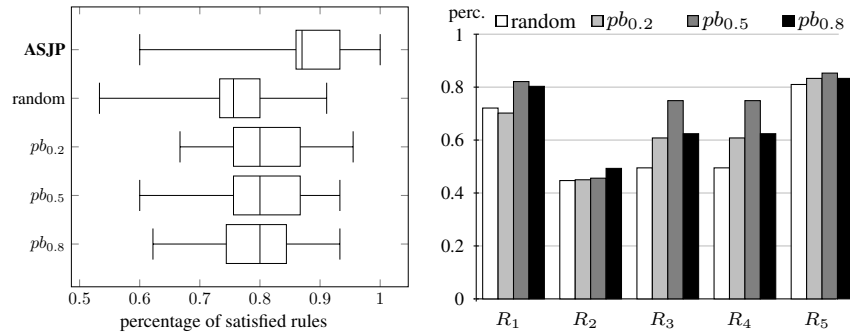 ASJP
random
pb0.2
pb0.5
pb0.8
0.5 0.6 0.7 0.8 0.9 1
percentage of satisfied rules
perc.
random pb0.2 pb0.5 pb0.8
1
0.8
0.6
0.4
0.2
0
R1 R2 R3 R4 R5